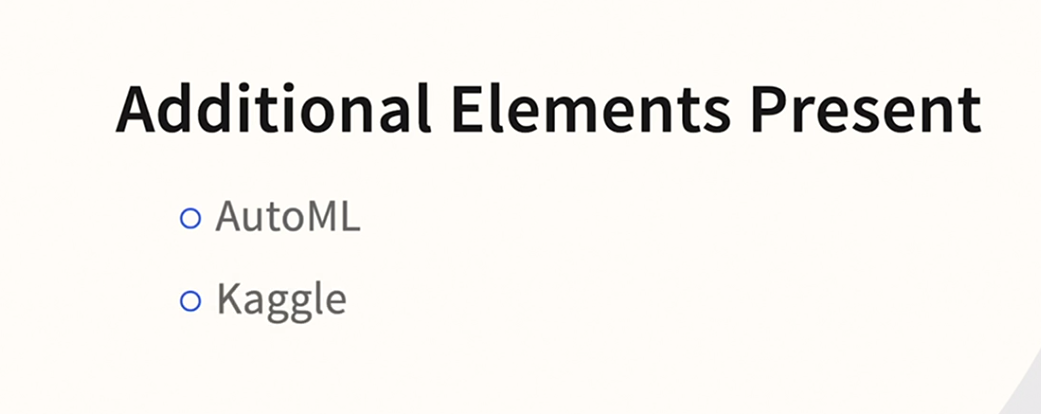 Additional Elements Present
AutoML
Kaggle